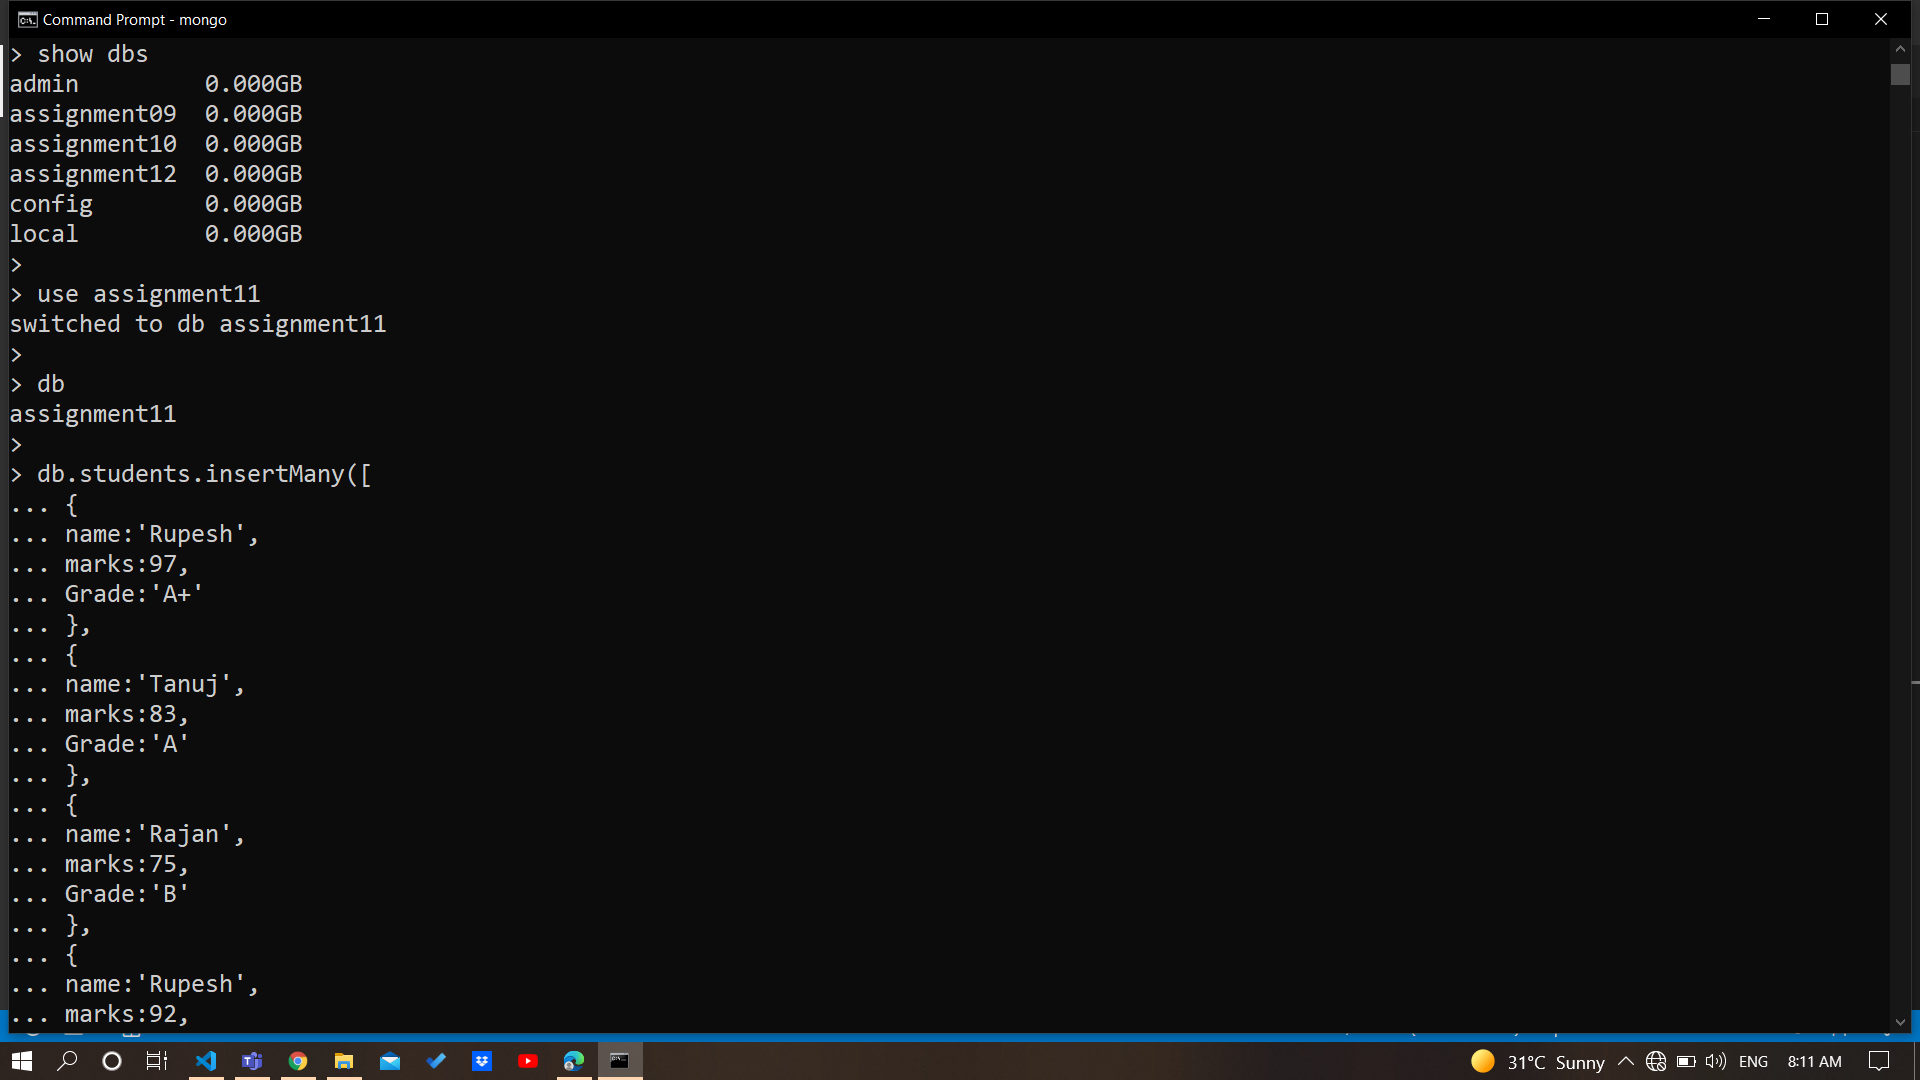 Command Prompt - mongo
> show dbs
admin         0.000GB
assignment09  0.000GB
assignment10  0.000GB
assignment12  0.000GB
config        0.000GB
local         0.000GB
>
> use assignment11
switched to db assignment11
>
> db
assignment11
>
> db.students.insertMany([
... {
... name:'Rupesh',
... marks:97,
... Grade:'A+'
... },
... {
... name:'Tanuj',
... marks:83,
... Grade:'A'
... },
... {
... name:'Rajan',
... marks:75,
... Grade:'B'
... },
... {
... name:'Rupesh',
... marks:92,
31°C Sunny ENG 8:11 AM